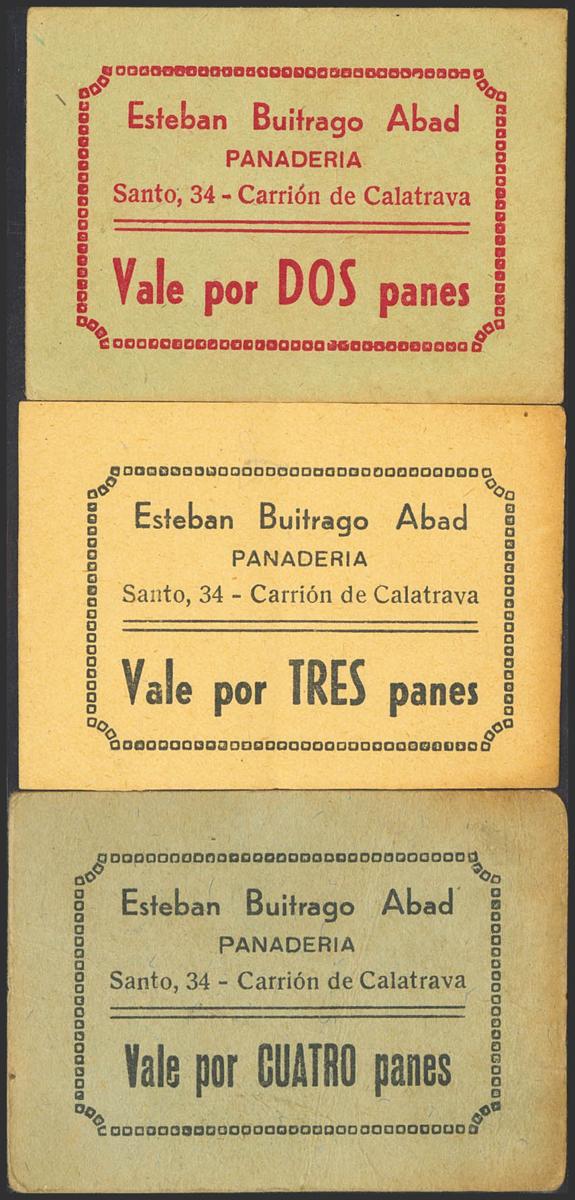 Esteban Buitrago Abad
PANADERIA
Santo, 34 - Carrión de Calatrava
Vale por DOS panes
Esteban Buitrago Abad
PANADERIA
Santo, 34 - Carrión de Calatrava
Vale por TRES panes
Esteban Buitrago Abad
PANADERIA
Santo, 34 - Carrión de Calatrava
Vale por CUATRO panes